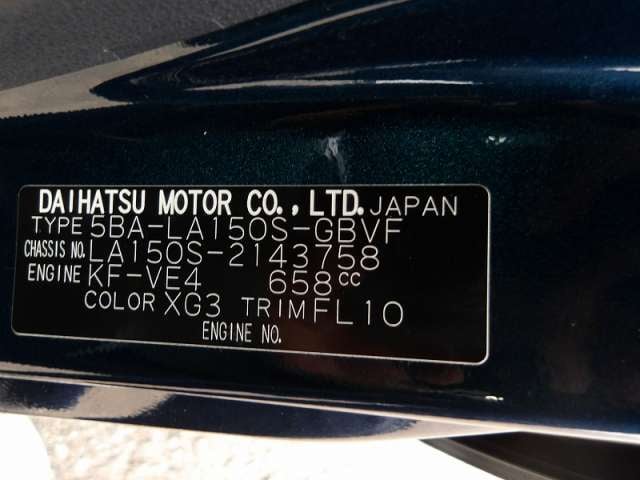 DAIHATSU MOTOR CO., LTD. JAPAN
TYPE 5BA-LA150S-GBVF
CHASSIS NO. LA150S-2143758
ENGINE KF-VE4 658cc
COLOR XG3 TRIM FL10
ENGINE NO.